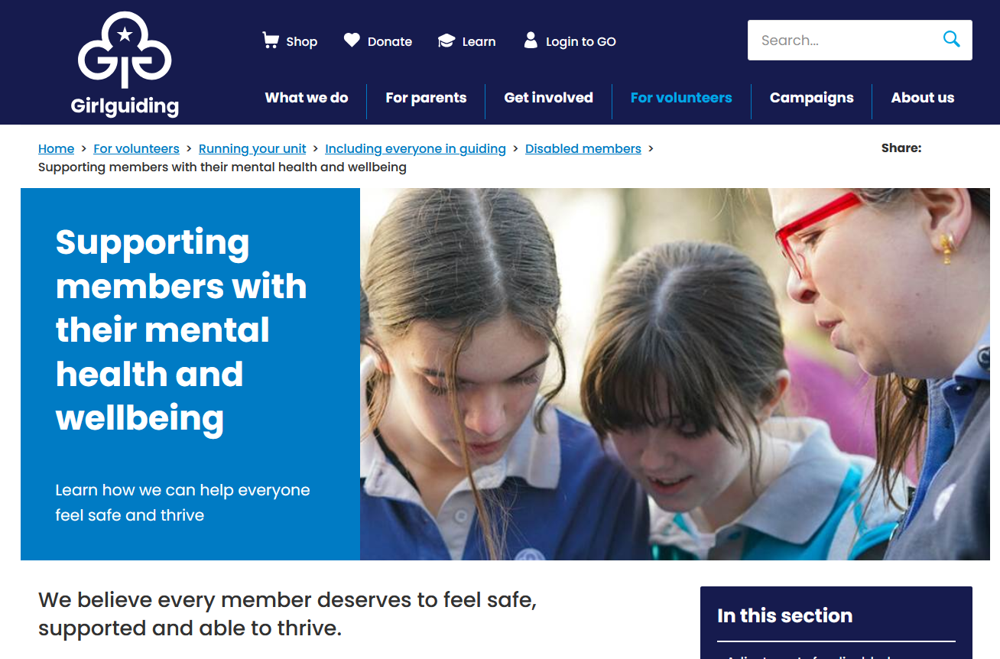 Shop Donate Learn Login to GO
Search...
Girlguiding
What we do For parents Get involved For volunteers Campaigns About us
Home > For volunteers > Running your unit > Including everyone in guiding > Disabled members >
Supporting members with their mental health and wellbeing
Share:
Supporting
members with
their mental
health and
wellbeing
Learn how we can help everyone
feel safe and thrive
We believe every member deserves to feel safe,
supported and able to thrive.
In this section